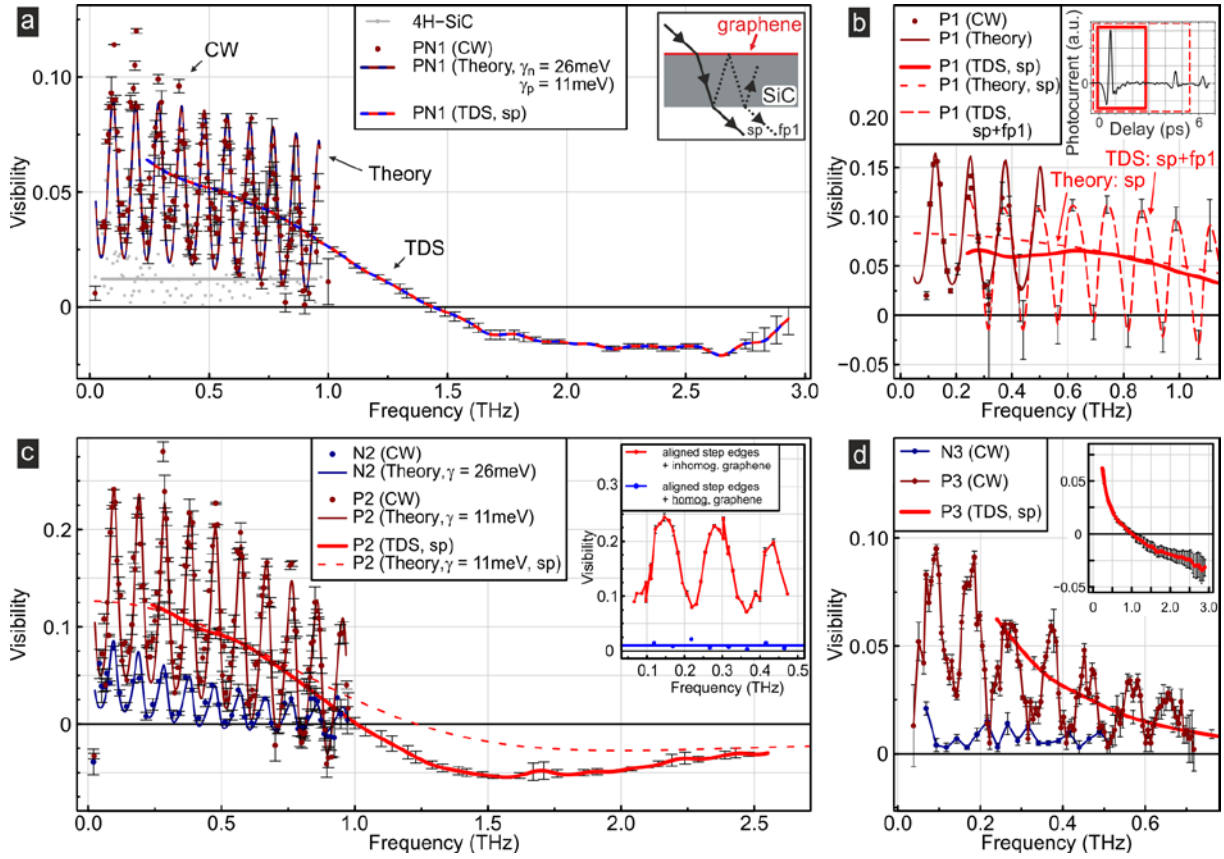 a
4H-SiC
PN1 (CW)
PN1 (Theory, γn = 26meV
γp = 11meV)
PN1 (TDS, sp)
graphene
SiC
sp
fp1
CW
Theory
TDS
Visibility
0.10
0.05
0
0.0
0.5
1.0
1.5
2.0
2.5
3.0
Frequency (THz)
b
P1 (CW)
P1 (Theory)
P1 (TDS, sp)
P1 (Theory, sp)
P1 (TDS,
sp+fp1)
Photocurrent (a.u.)
0
6
Delay (ps)
TDS: sp+fp1
Theory: sp
Visibility
0.20
0.15
0.10
0.05
0
−0.05
0.0
0.2
0.4
0.6
0.8
1.0
Frequency (THz)
c
N2 (CW)
N2 (Theory, γ = 26meV)
P2 (CW)
P2 (Theory, γ = 11meV)
P2 (TDS, sp)
P2 (Theory, γ = 11meV, sp)
aligned step edges
+ inhomog. graphene
aligned step edges
+ homog. graphene
Visibility
0.3
0.2
0.1
0
0.1
0.2
0.3
0.4
0.5
Frequency (THz)
Visibility
0.2
0.1
0
0.0
0.5
1.0
1.5
2.0
2.5
Frequency (THz)
d
N3 (CW)
P3 (CW)
P3 (TDS, sp)
0.05
0
−0.05
0
1.0
2.0
3.0
Visibility
0.10
0.05
0
0.0
0.2
0.4
0.6
Frequency (THz)